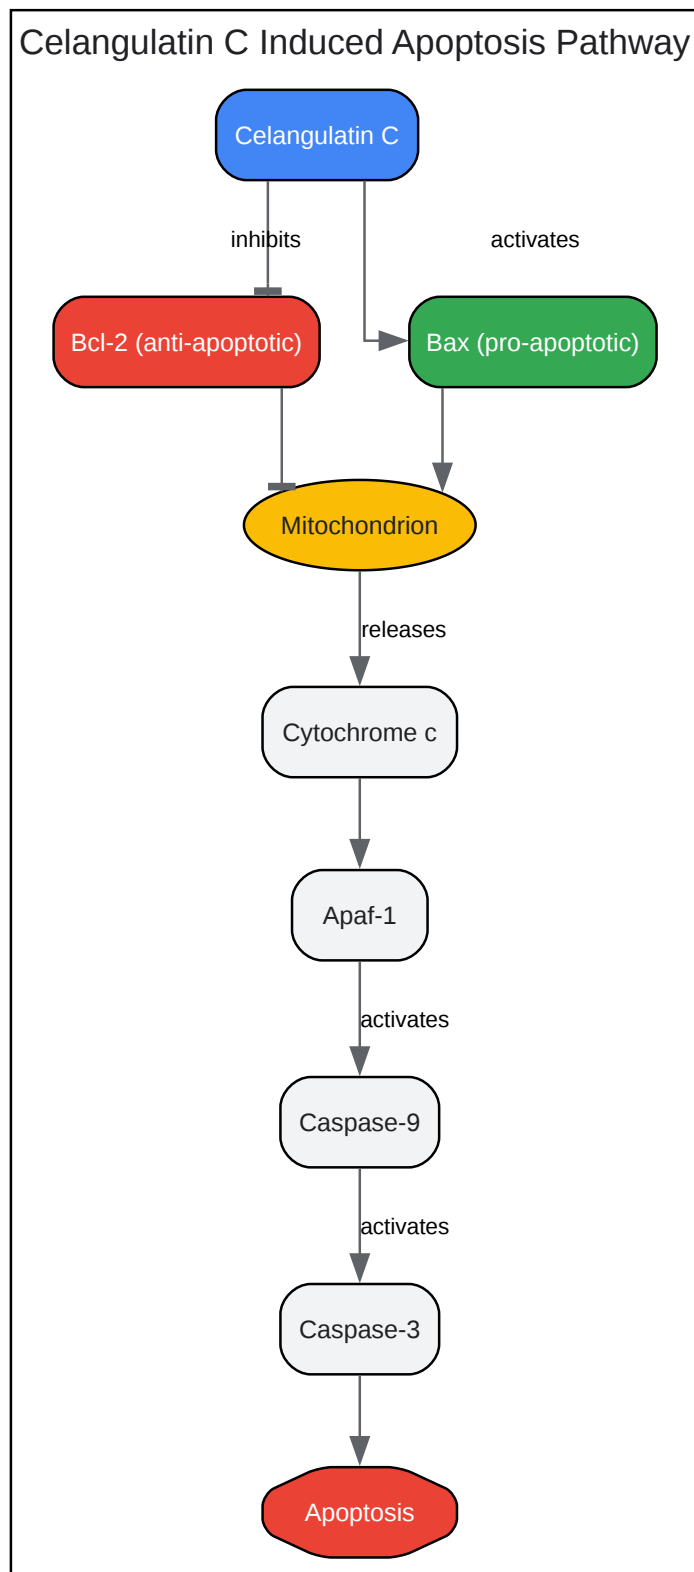 Celangulatin C Induced Apoptosis Pathway
Celangulatin C
inhibits
activates
Bcl-2 (anti-apoptotic)
Bax (pro-apoptotic)
Mitochondrion
releases
Cytochrome c
Apaf-1
activates
Caspase-9
activates
Caspase-3
Apoptosis